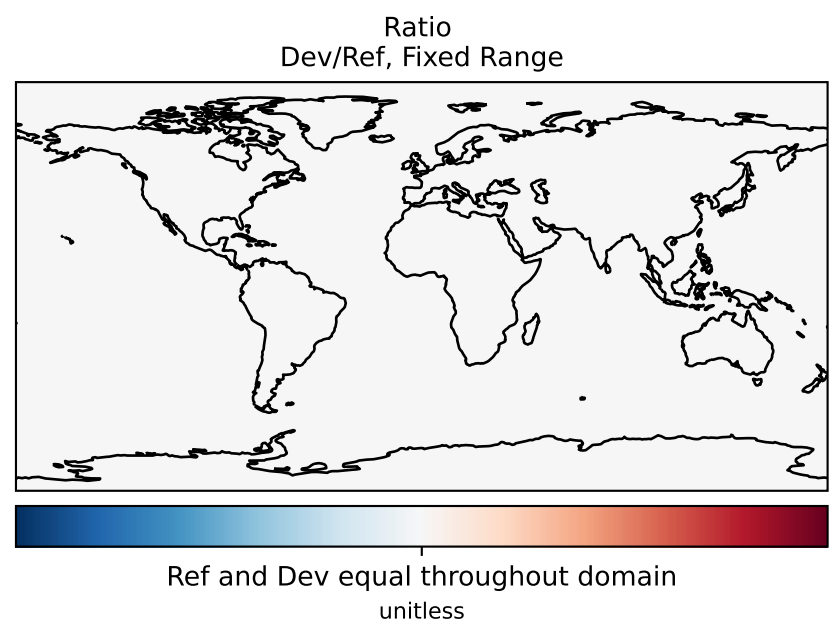 Ratio
Dev/Ref, Fixed Range
Ref and Dev equal throughout domain
unitless